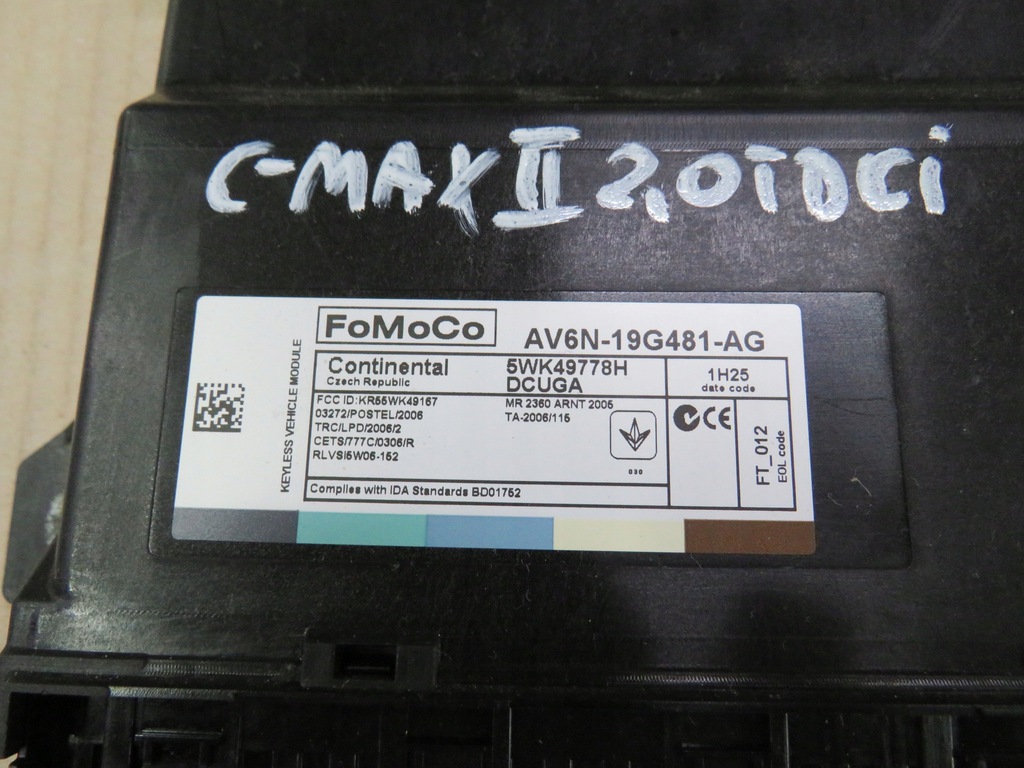 C-MAX II 2,0TDCi
KEYLESS VEHICLE MODULE
FoMoCo
AV6N-19G481-AG
Continental
Czech Republic
5WK49778H
DCUGA
1H25
date code
FCC ID:KR55WK49167
03272/POSTEL/2006
TRC/LPD/2006/2
CETS/777C/0306/R
RLVSI5W06-152
MR 2360 ARNT 2005
TA-2006/115
030
CE
FT_012
EOL code
Complies with IDA Standards BD01752